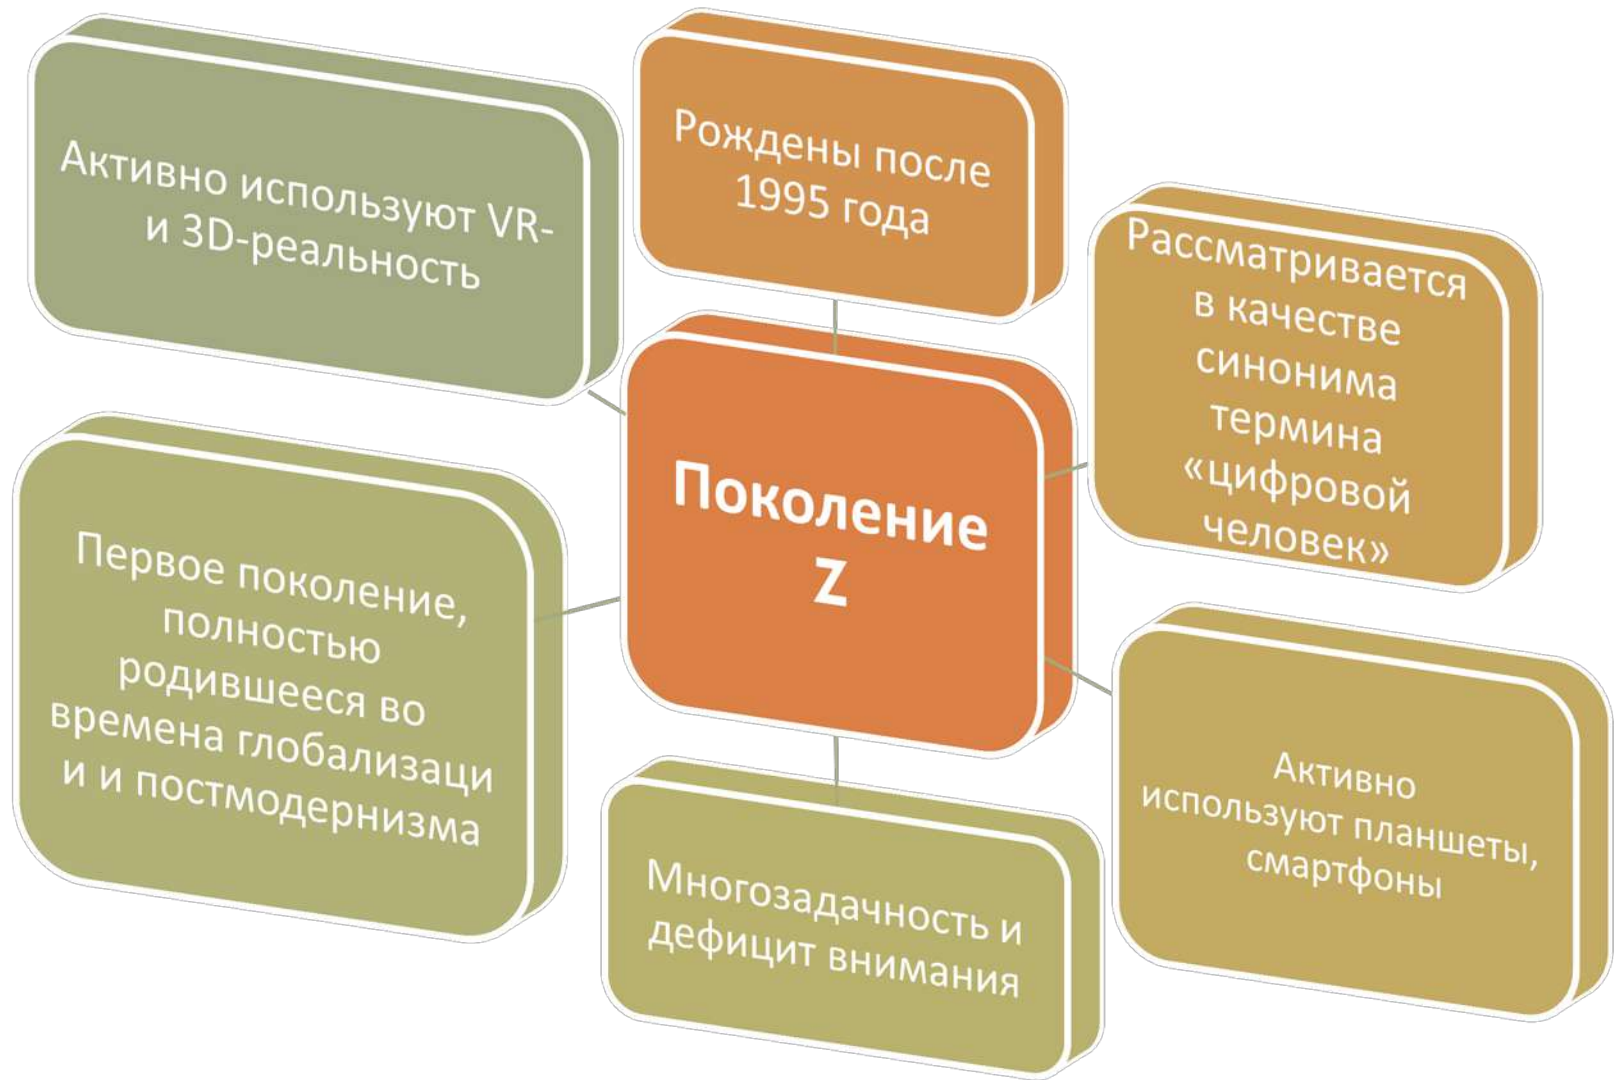 Активно используют VR-
и 3D-реальность
Рождены после
1995 года
Рассматривается
в качестве
синонима
термина
«цифровой
человек»
Поколение
Z
Первое поколение,
полностью
родившееся во
времена глобализаци
и и постмодернизма
Активно
используют планшеты,
смартфоны
Многозадачность и
дефицит внимания